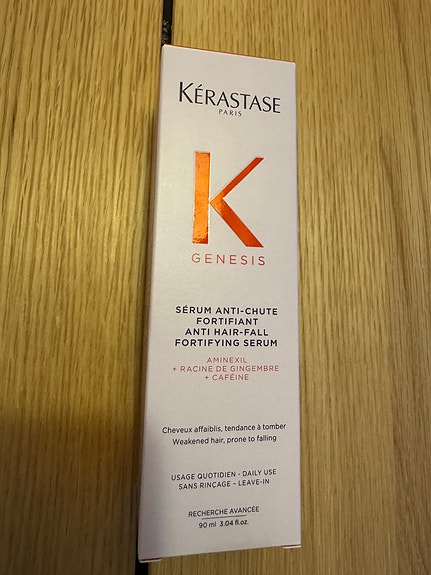 KÉRASTASE
PARIS
K
GENESIS
SÉRUM ANTI-CHUTE
FORTIFIANT
ANTI HAIR-FALL
FORTIFYING SERUM
AMINEXIL
+ RACINE DE GINGEMBRE
+ CAFÉINE
Cheveux affaiblis, tendance à tomber
Weakened hair, prone to falling
USAGE QUOTIDIEN - DAILY USE
SANS RINÇAGE - LEAVE-IN
RECHERCHE AVANCÉE
90 ml 3.04 fl.oz.